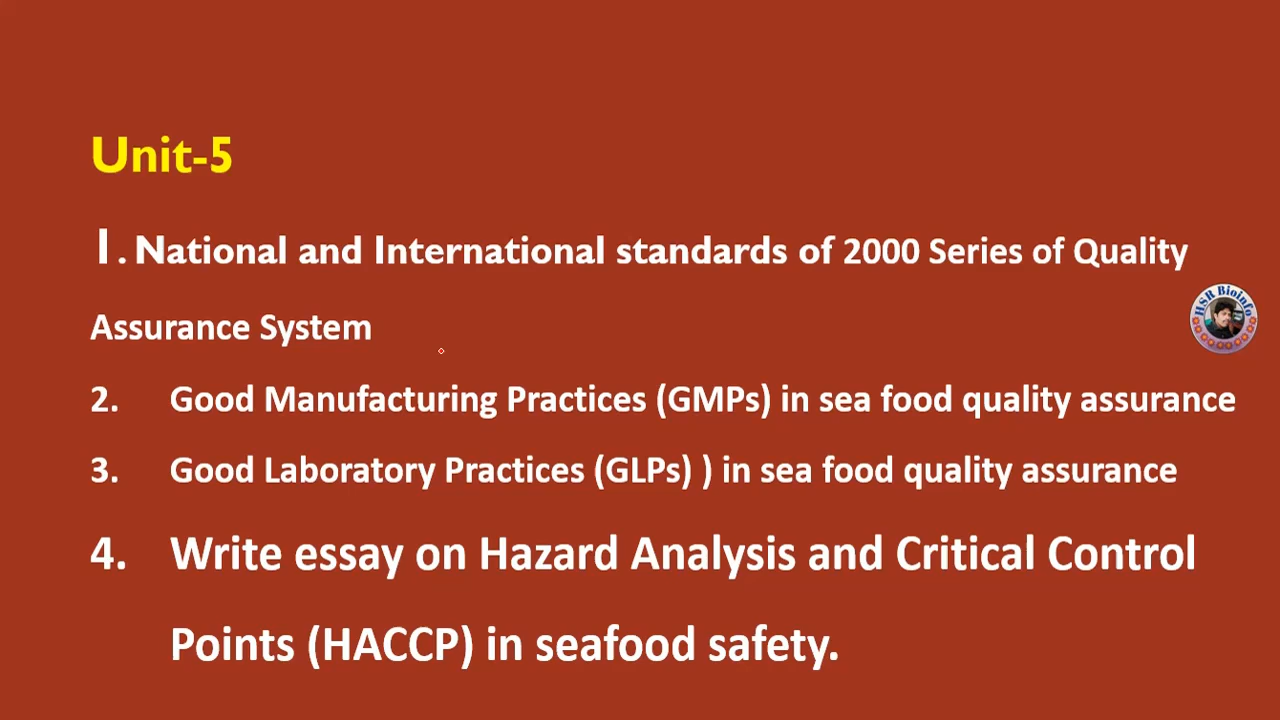 Unit-5
1. National and International standards of 2000 Series of Quality
Assurance System
HSR Bioinfo
2. Good Manufacturing Practices (GMPs) in sea food quality assurance
3. Good Laboratory Practices (GLPs) ) in sea food quality assurance
4. Write essay on Hazard Analysis and Critical Control
Points (HACCP) in seafood safety.